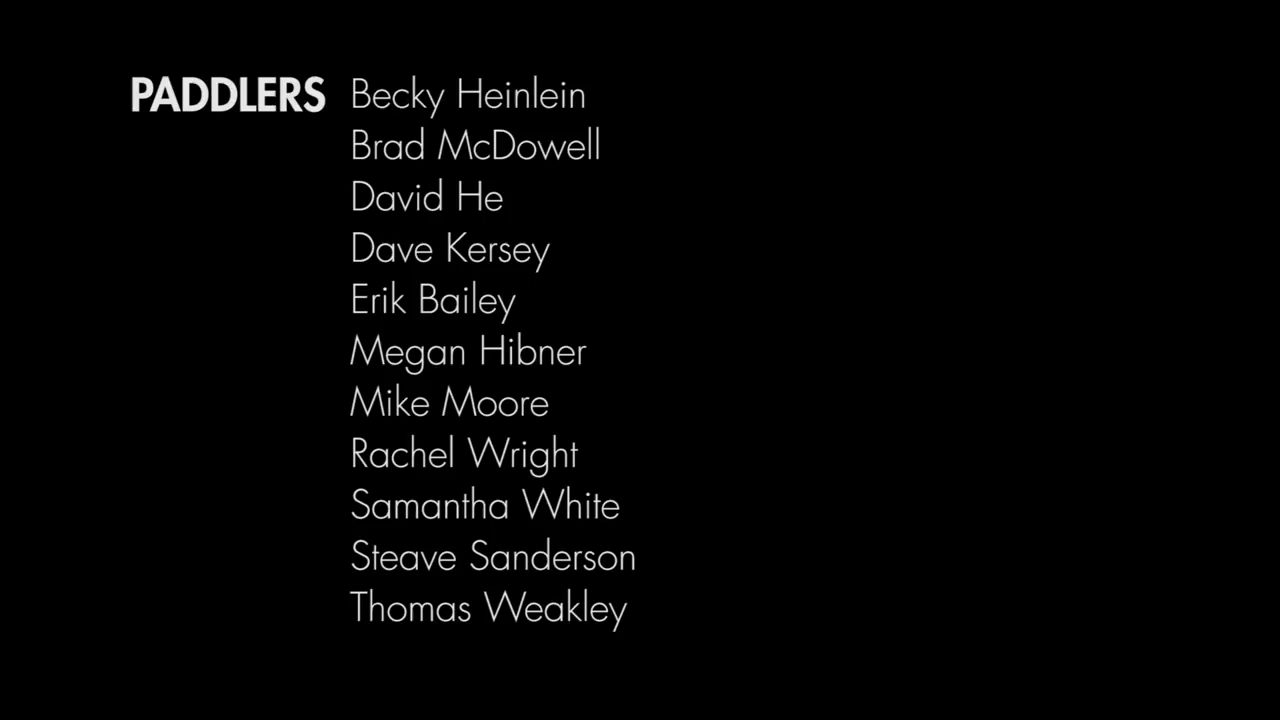 PADDLERS Becky Heinlein
Brad McDowell
David He
Dave Kersey
Erik Bailey
Megan Hibner
Mike Moore
Rachel Wright
Samantha White
Steave Sanderson
Thomas Weakley